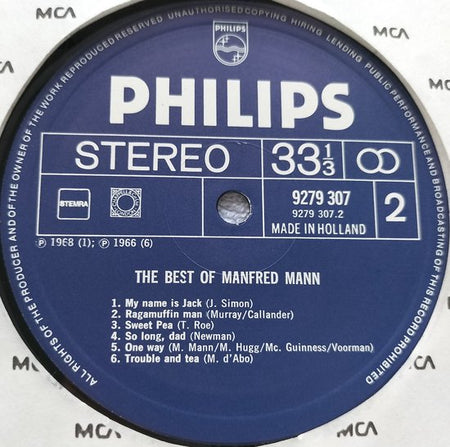 ALL RIGHTS OF THE PRODUCER AND OF THE OWNER OF THE WORK REPRODUCED RESERVED UNAUTHORISED COPYING HIRING LENDING PUBLIC PERFORMANCE AND BROADCASTING OF THIS RECORD PROHIBITED
MCA
MCA
MCA
PHILIPS
PHILIPS
STEREO
33 1/3
STEMRA
9279 307
9279 307.2
MADE IN HOLLAND
2
Ⓟ 1968 (1); Ⓟ 1966 (6)
THE BEST OF MANFRED MANN
1. My name is Jack (J. Simon)
2. Ragamuffin man (Murray/Callander)
3. Sweet Pea (T. Roe)
4. So long, dad (Newman)
5. One way (M. Mann/M. Hugg/Mc. Guinness/Voorman)
6. Trouble and tea (M. d'Abo)
MCA
MCA